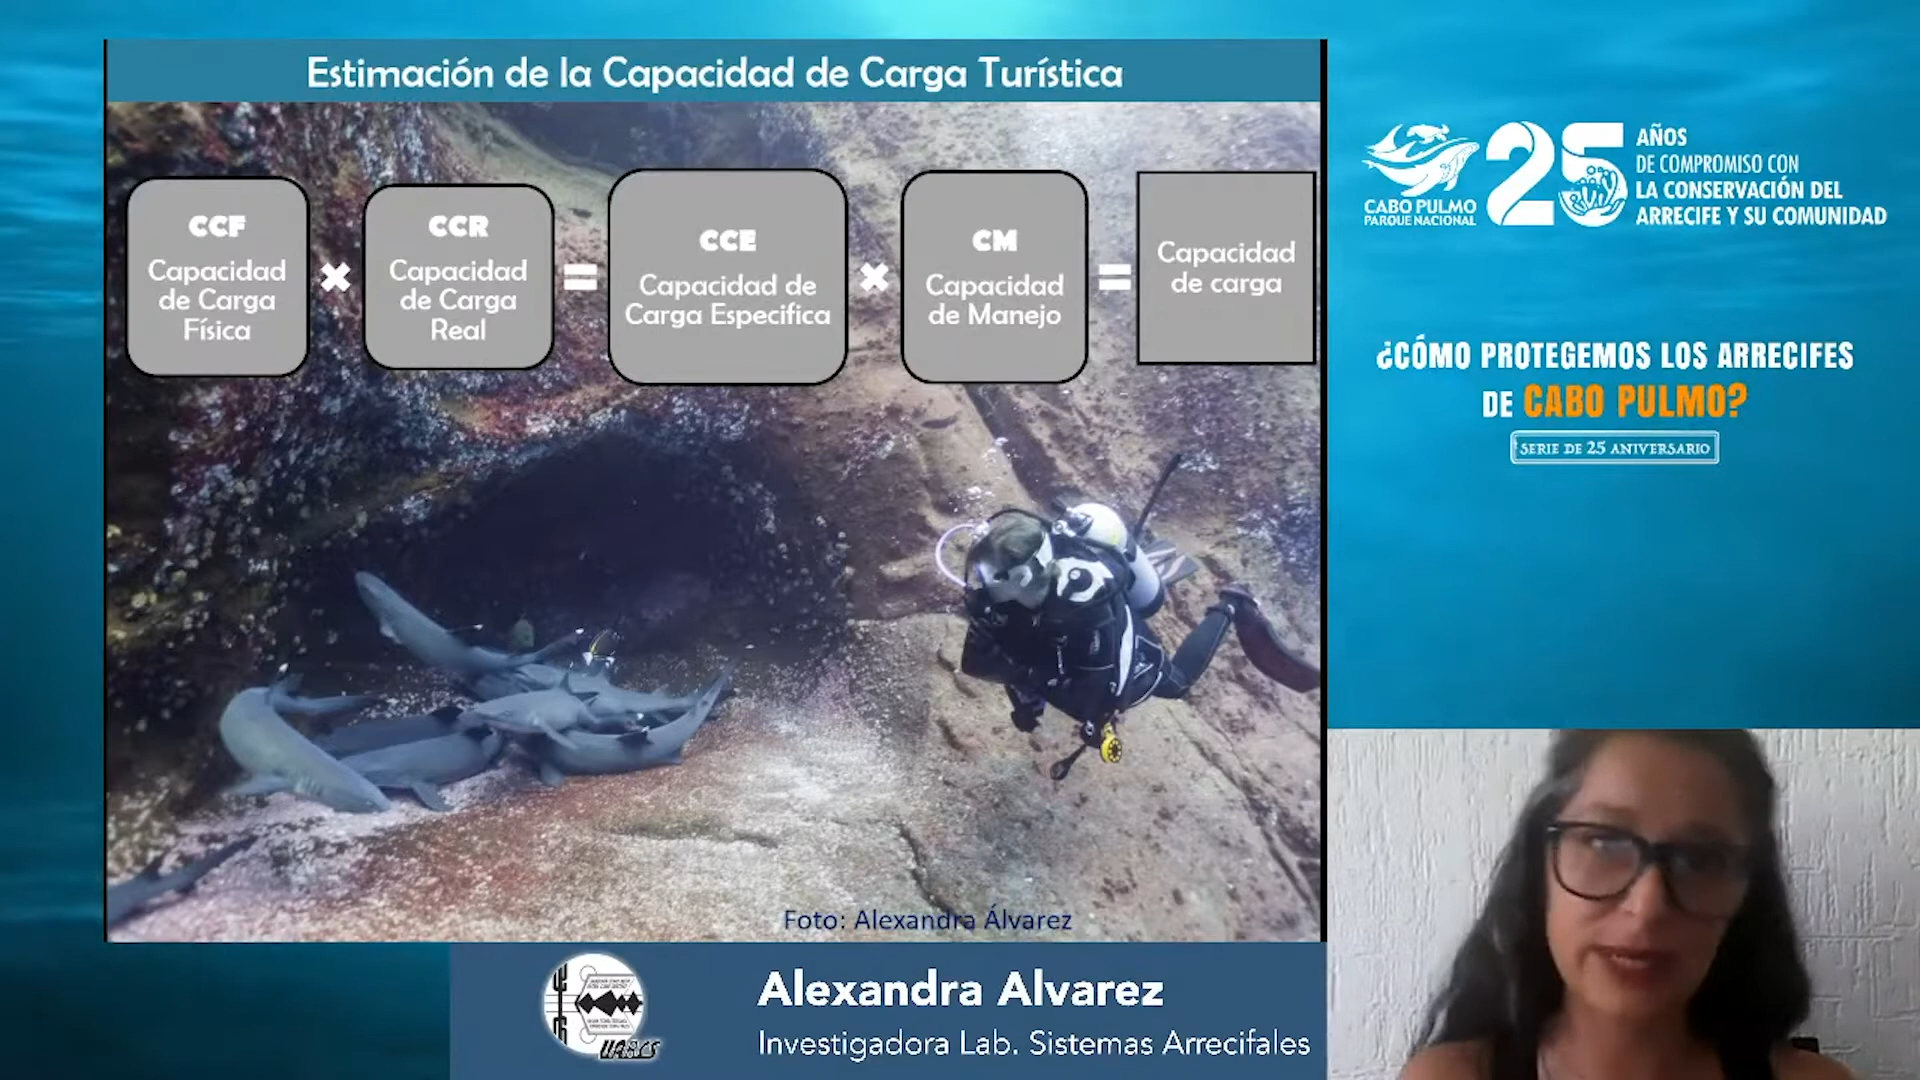 Estimación de la Capacidad de Carga Turística
CCF
Capacidad
de Carga
Física
×
CCR
Capacidad
de Carga
Real
=
CCE
Capacidad de
Carga Especifica
×
CM
Capacidad
de Manejo
=
Capacidad
de carga
Foto: Alexandra Álvarez
CABO PULMO
PARQUE NACIONAL
25
AÑOS
DE COMPROMISO CON
LA CONSERVACIÓN DEL
ARRECIFE Y SU COMUNIDAD
¿CÓMO PROTEGEMOS LOS ARRECIFES
DE CABO PULMO?
SERIE DE 25 ANIVERSARIO
UABCS
Alexandra Alvarez
Investigadora Lab. Sistemas Arrecifales